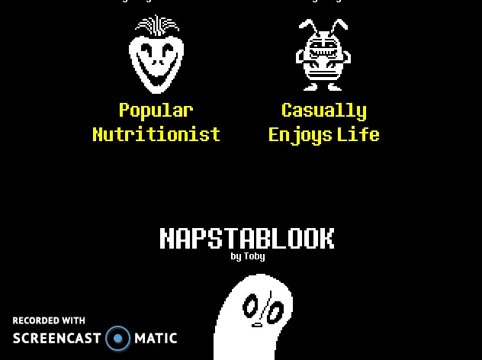 Popular
Nutritionist
Casually
Enjoys Life
NAPSTABLOOK
by Toby
RECORDED WITH
SCREENCAST MATIC